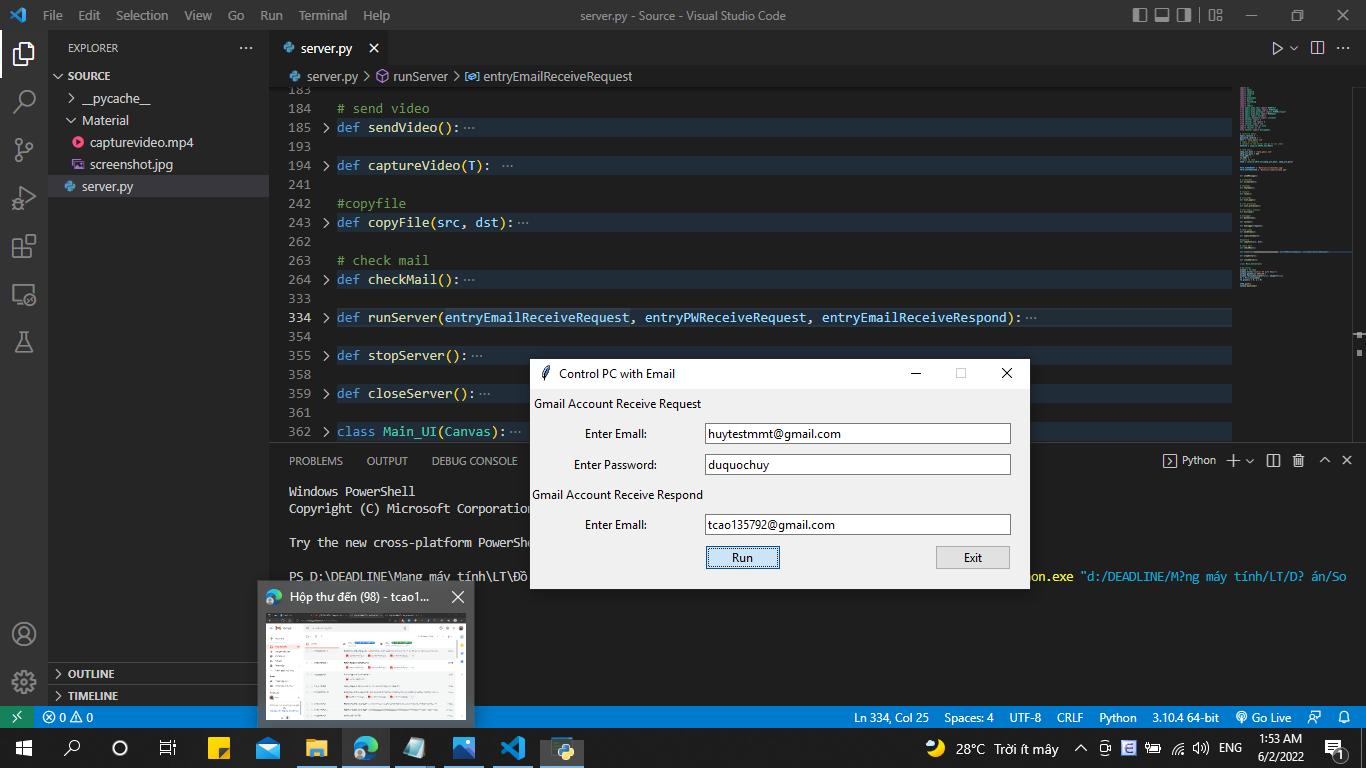 File Edit Selection View Go Run Terminal Help
server.py - Source - Visual Studio Code
EXPLORER
SOURCE
__pycache__
Material
capturevideo.mp4
screenshot.jpg
server.py
OUTLINE
TIMELINE
server.py
server.py > runServer > entryEmailReceiveRequest
183
184 # send video
185 def sendVideo():
193
194 def captureVideo(T):
241
242 #copyfile
243 def copyFile(src, dst):
262
263 # check mail
264 def checkMail():
333
334 def runServer(entryEmailReceiveRequest, entryPWReceiveRequest, entryEmailReceiveRespond):
354
355 def stopServer():
358
359 def closeServer():
361
362 class Main_UI(Canvas):
PROBLEMS OUTPUT DEBUG CONSOLE
Python
Windows PowerShell
Copyright (C) Microsoft Corporation
Try the new cross-platform PowerShe
PS D:\DEADLINE\Mạng máy tính\LT\Đồ
on.exe "d:/DEADLINE/M?ng máy tính/LT/D? án/So
Control PC with Email
Gmail Account Receive Request
Enter Emall:
huytestmmt@gmail.com
Enter Password:
duquochuy
Gmail Account Receive Respond
Enter Emall:
tcao135792@gmail.com
Run
Exit
Hộp thư đến (98) - tcao1...
0 0
Ln 334, Col 25 Spaces: 4 UTF-8 CRLF Python 3.10.4 64-bit Go Live
28°C Trời ít mây
ENG
1:53 AM
6/2/2022
1